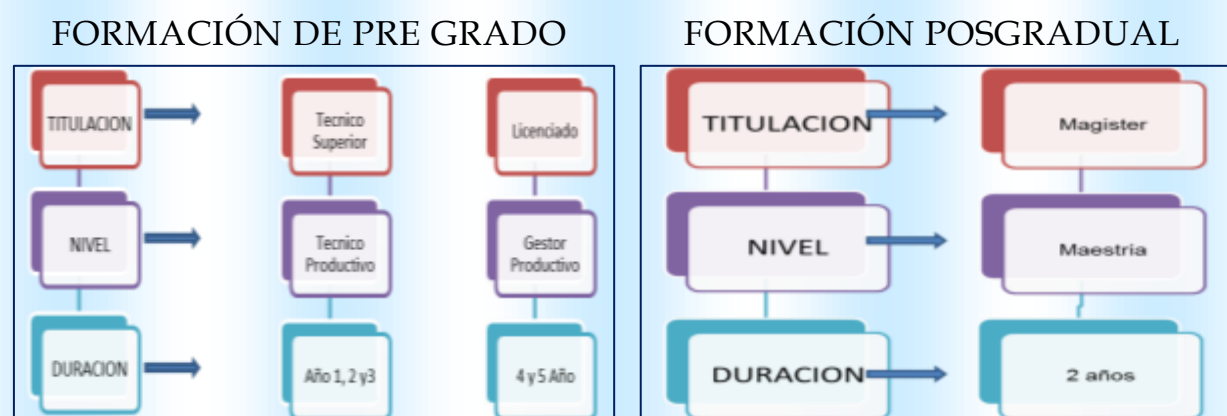 FORMACIÓN DE PRE GRADO
TITULACION
Tecnico
Superior
Licenciado
NIVEL
Tecnico
Productivo
Gestor
Productivo
DURACION
Año 1, 2 y3
4 y 5 Año
FORMACIÓN POSGRADUAL
TITULACION
Magister
NIVEL
Maestria
DURACION
2 años